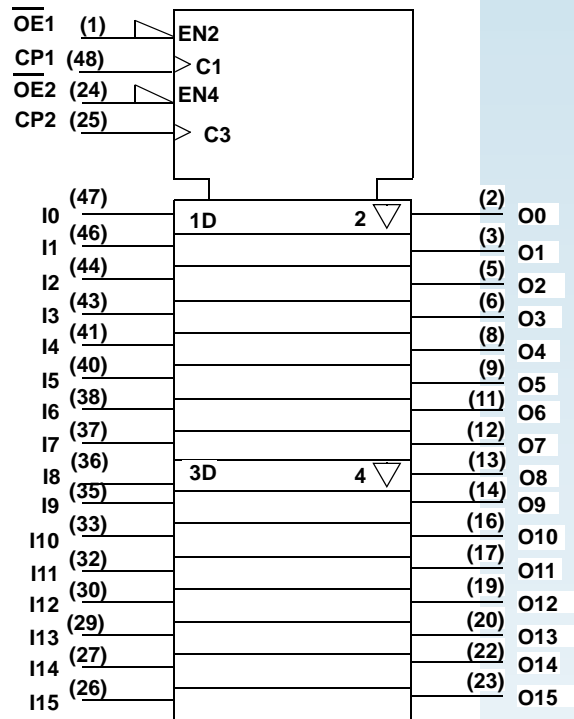 OE1 (1) EN2
CP1 (48) C1
OE2 (24) EN4
CP2 (25) C3
I0 (47) 1D 2 (2) O0
I1 (46) (3) O1
I2 (44) (5) O2
I3 (43) (6) O3
I4 (41) (8) O4
I5 (40) (9) O5
I6 (38) (11) O6
I7 (37) (12) O7
I8 (36) 3D 4 (13) O8
I9 (35) (14) O9
I10 (33) (16) O10
I11 (32) (17) O11
I12 (30) (19) O12
I13 (29) (20) O13
I14 (27) (22) O14
I15 (26) (23) O15